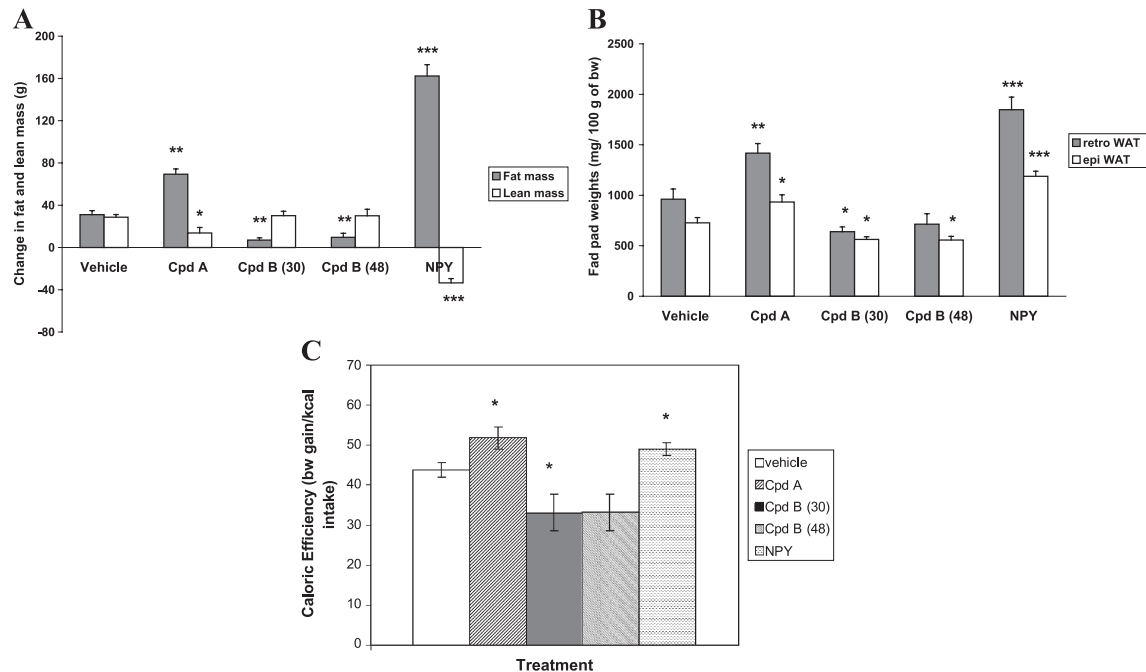 A
Change in fat and lean mass (g)
200
160
120
80
40
0
-40
-80
***
**
*
**
**
***
Vehicle
Cpd A
Cpd B (30)
Cpd B (48)
NPY
Fat mass
Lean mass
B
Fad pad weights (mg/ 100 g of bw)
2500
2000
1500
1000
500
0
**
*
*
*
*
***
***
Vehicle
Cpd A
Cpd B (30)
Cpd B (48)
NPY
retro WAT
epi WAT
C
Caloric Efficiency (bw gain/kcal
intake)
70
60
50
40
30
20
10
0
*
*
*
Treatment
vehicle
Cpd A
Cpd B (30)
Cpd B (48)
NPY